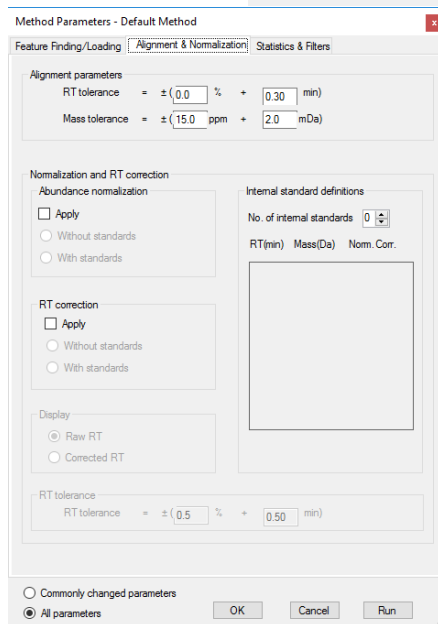 Method Parameters - Default Method
x
Feature Finding/Loading Alignment & Normalization Statistics & Filters
Alignment parameters
RT tolerance = ± ( 0.0 % + 0.30 min)
Mass tolerance = ± ( 15.0 ppm + 2.0 mDa)
Normalization and RT correction
Abundance normalization
Apply
Without standards
With standards
Internal standard definitions
No. of internal standards 0
RT(min) Mass(Da) Norm. Corr.
RT correction
Apply
Without standards
With standards
Display
Raw RT
Corrected RT
RT tolerance
RT tolerance = ± ( 0.5 % + 0.50 min)
Commonly changed parameters
All parameters
OK Cancel Run